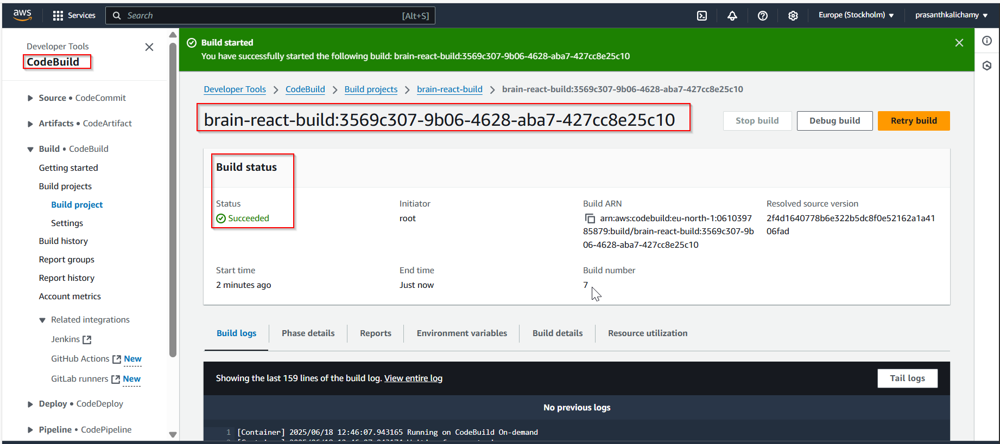 aws
Services
Search
[Alt+S]
Europe (Stockholm)
prasanthkalichamy
Developer Tools
CodeBuild
Source • CodeCommit
Artifacts • CodeArtifact
Build • CodeBuild
Getting started
Build projects
Build project
Settings
Build history
Report groups
Report history
Account metrics
Related integrations
Jenkins
GitHub Actions New
GitLab runners New
Deploy • CodeDeploy
Pipeline • CodePipeline
Build started
You have successfully started the following build: brain-react-build:3569c307-9b06-4628-aba7-427cc8e25c10
Developer Tools > CodeBuild > Build projects > brain-react-build > brain-react-build:3569c307-9b06-4628-aba7-427cc8e25c10
brain-react-build:3569c307-9b06-4628-aba7-427cc8e25c10
Stop build
Debug build
Retry build
Build status
Status
Succeeded
Initiator
root
Build ARN
arn:aws:codebuild:eu-north-1:0610397
85879:build/brain-react-build:3569c307-9b
06-4628-aba7-427cc8e25c10
Resolved source version
2f4d1640778b6e322b5dc8f0e52162a1a41
06fad
Start time
2 minutes ago
End time
Just now
Build number
7
Build logs
Phase details
Reports
Environment variables
Build details
Resource utilization
Showing the last 159 lines of the build log. View entire log
Tail logs
No previous logs
1 [Container] 2025/06/18 12:46:07.943165 Running on CodeBuild On-demand